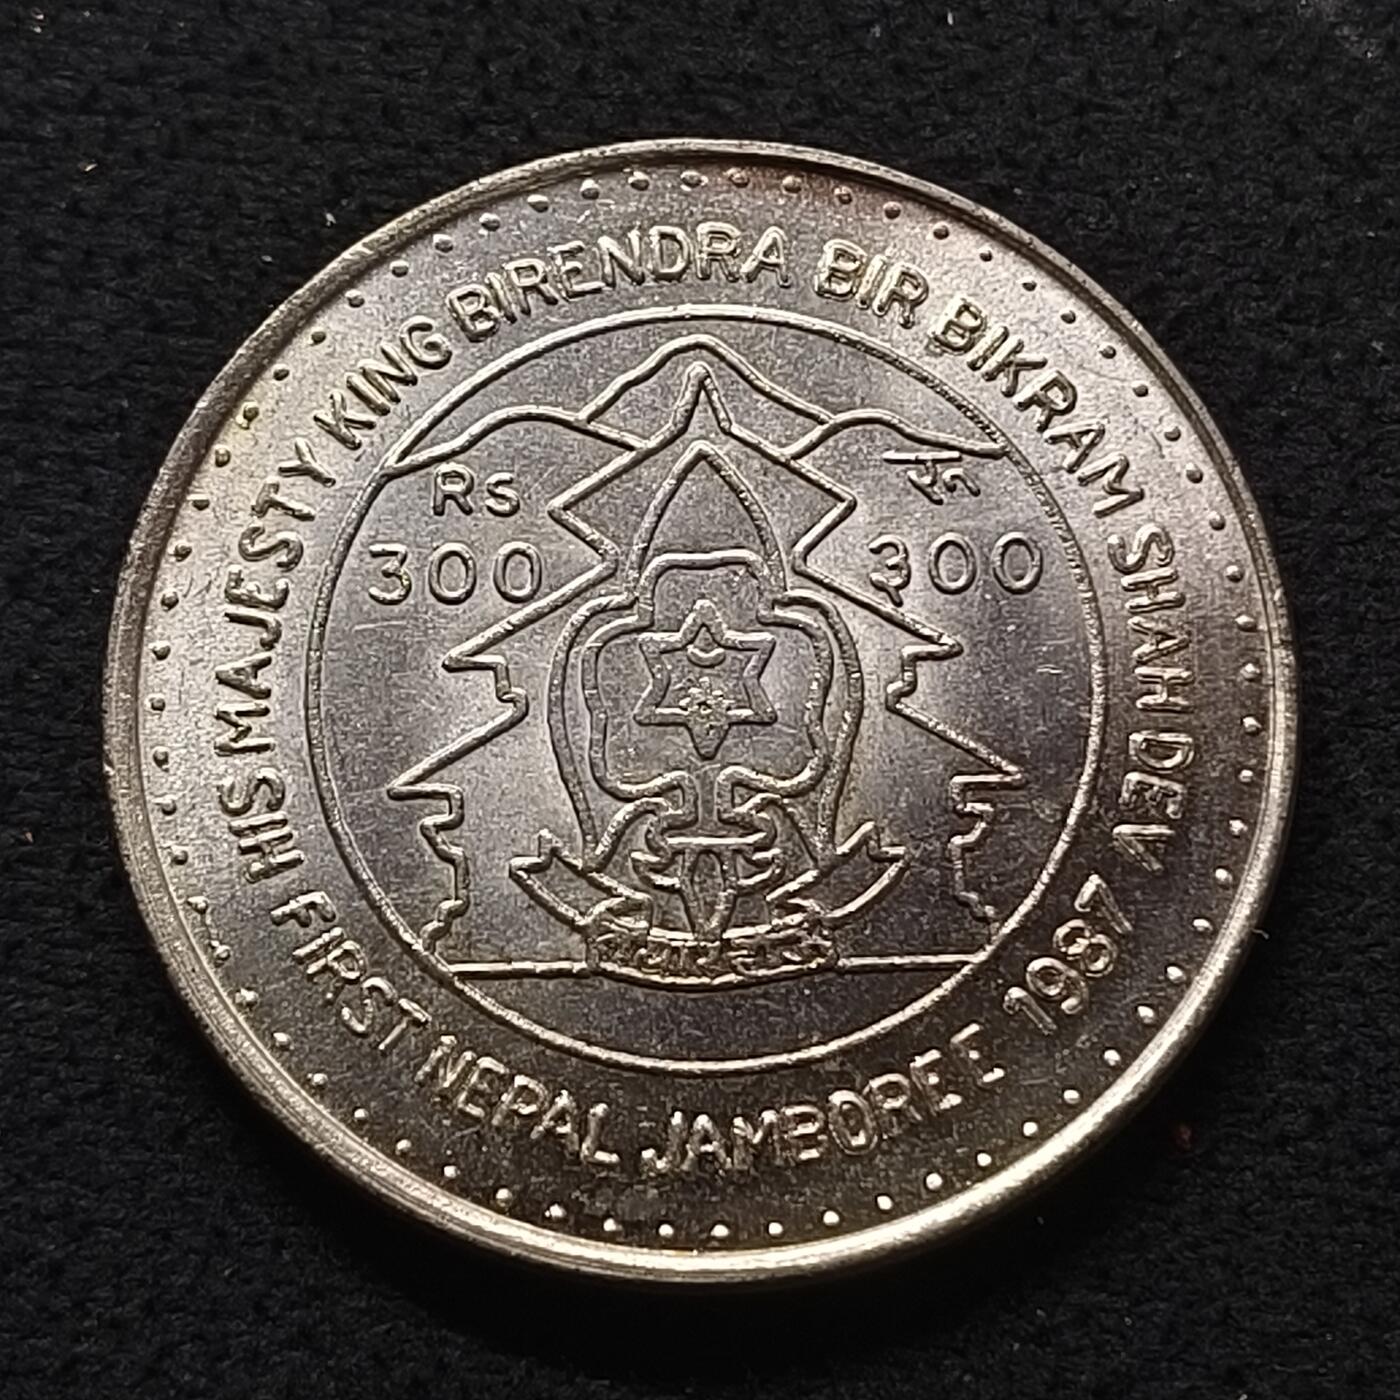 HIS MAJESTY KING BIRENDRA BIR BIKRAM SHAH DEV
Rs
300
रू
३००
FIRST NEPAL JAMBOREE 1987